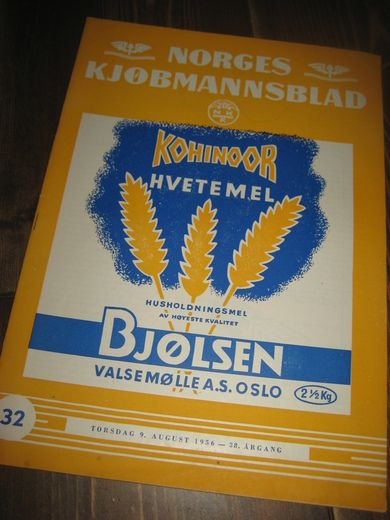 NORGES
KJØBMANNSBLAD
KOHINOOR
HVETEMEL
HUSHOLDNINGSMEL
AV HØYESTE KVALITET
BJØLSEN
VALSEMØLLE A.S. OSLO
2 ½ Kg
32
TORSDAG 9. AUGUST 1956 — 38. ÅRGANG